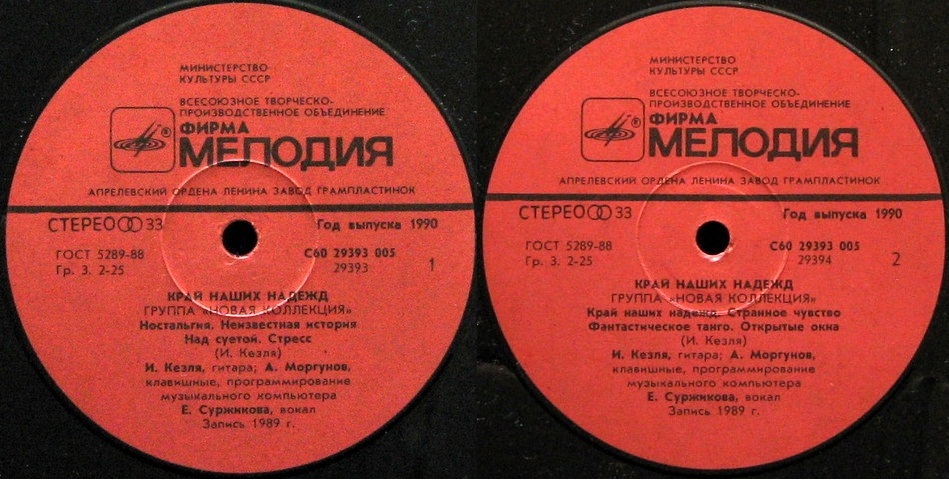 МИНИСТЕРСТВО
КУЛЬТУРЫ СССР
ВСЕСОЮЗНОЕ ТВОРЧЕСКО-
ПРОИЗВОДСТВЕННОЕ ОБЪЕДИНЕНИЕ
ФИРМА
®
МЕЛОДИЯ
АПРЕЛЕВСКИЙ ОРДЕНА ЛЕНИНА ЗАВОД ГРАМПЛАСТИНОК
СТЕРЕО 33
Год выпуска 1990
ГОСТ 5289-88
Гр. 3. 2-25
С60 29393 005
29393
1
КРАЙ НАШИХ НАДЕЖД
ГРУППА «НОВАЯ КОЛЛЕКЦИЯ»
Ностальгия. Неизвестная история
Над суетой. Стресс
(И. Кезля)
И. Кезля, гитара; А. Моргунов,
клавишные, программирование
музыкального компьютера
Е. Суржикова, вокал
Запись 1989 г.
МИНИСТЕРСТВО
КУЛЬТУРЫ СССР
ВСЕСОЮЗНОЕ ТВОРЧЕСКО-
ПРОИЗВОДСТВЕННОЕ ОБЪЕДИНЕНИЕ
ФИРМА
®
МЕЛОДИЯ
АПРЕЛЕВСКИЙ ОРДЕНА ЛЕНИНА ЗАВОД ГРАМПЛАСТИНОК
СТЕРЕО 33
Год выпуска 1990
ГОСТ 5289-88
Гр. 3. 2-25
С60 29393 005
29394
2
КРАЙ НАШИХ НАДЕЖД
ГРУППА «НОВАЯ КОЛЛЕКЦИЯ»
Край наших надежд. Странное чувство
Фантастическое танго. Открытые окна
(И. Кезля)
И. Кезля, гитара; А. Моргунов,
клавишные, программирование
музыкального компьютера
Е. Суржикова, вокал
Запись 1989 г.